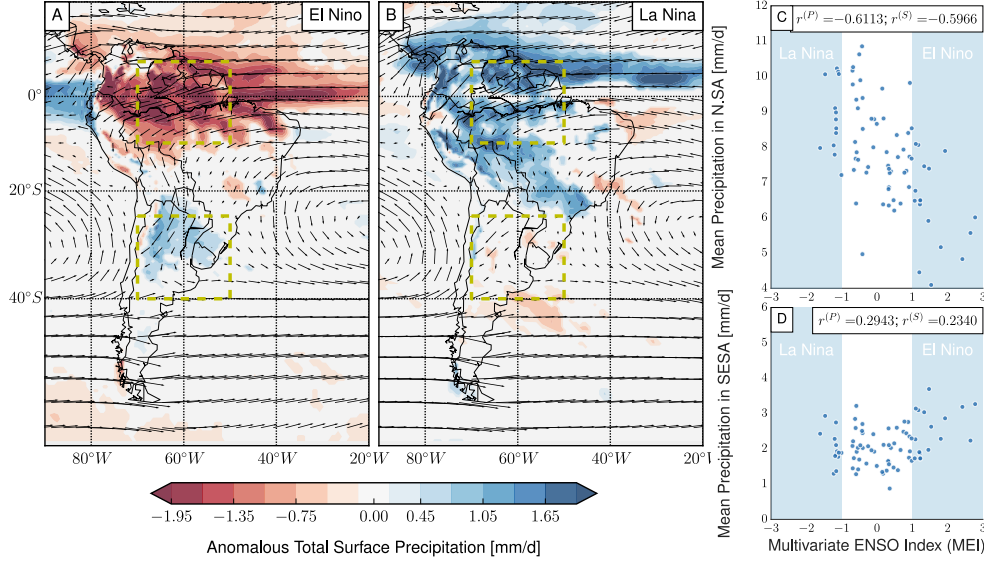 A
El Nino
B
La Nina
0°
20°S
40°S
80°W
60°W
40°W
20°W
80°W
60°W
40°W
−1.95
−1.35
−0.75
0.00
0.45
1.05
1.65
Anomalous Total Surface Precipitation [mm/d]
C
r(P) =−0.6113; r(S) =−0.5966
La Nina
El Nino
Mean Precipitation in N.SA [mm/d]
12
11
10
9
8
7
6
5
4
−3
−2
−1
0
1
2
3
D
r(P) =0.2943; r(S) =0.2340
La Nina
El Nino
Mean Precipitation in SESA [mm/d]
6
5
4
3
2
1
0
−3
−2
−1
0
1
2
3
Multivariate ENSO Index (MEI)